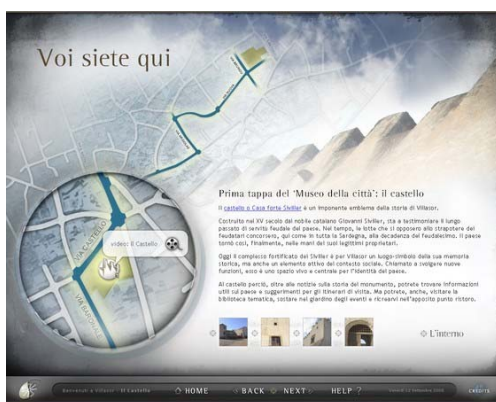 Voi siete qui
VIA CASTELLO
video: Il Castello
VIA BARONALE
Prima tappa del 'Museo della città': il castello
Il castello o Casa forte Siviller è un importante emblema della storia di Villasor.
Costruito nel XV secolo dal nobile catalano Giovanni Siviller, sta a testimoniare il lungo
passato di servitù feudale del paese. Nel tempo, le lotte che si opposero allo strapotere dei
feudatari concorsero, qui come in tutta la Sardegna, alla decadenza del feudalesimo. Il paese
tornò così, finalmente, nelle mani dei suoi legittimi proprietari.
Oggi il complesso fortificato dei Siviller è per Villasor un luogo-simbolo della sua memoria
storica, ma anche un elemento attivo del contesto sociale. Chiamato a svolgere nuove
funzioni, esso è uno spazio vivo e centrale per l'identità del paese.
Al castello perciò, oltre alle notizie sulla storia del monumento, potrete trovare informazioni
utili sul paese e suggerimenti per gli itinerari di visita. Ma potrete, anche, visitare la
biblioteca tematica, sostare nel giardino degli eventi e ricrearvi nell'apposito punto ristoro.
L'interno
Benvenuti a Villasor - Il Castello
HOME
BACK
NEXT
HELP ?
CREDITS